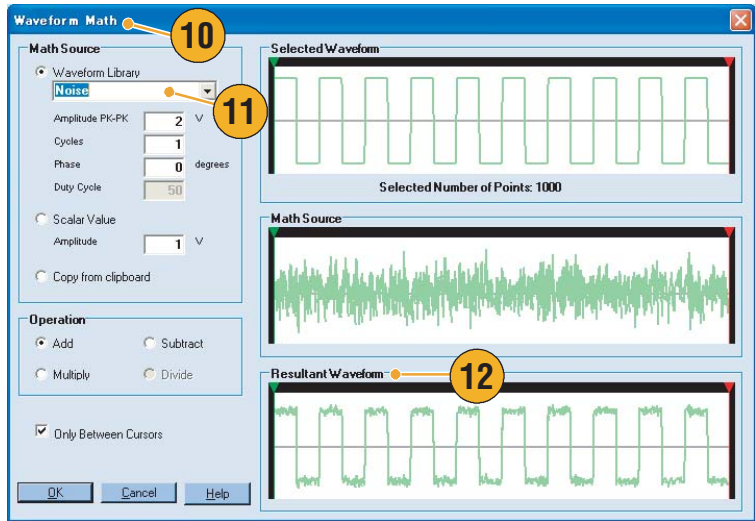 Waveform Math
10
Math Source
Waveform Library
Noise
11
Amplitude PK-PK 2 V
Cycles 1
Phase 0 degrees
Duty Cycle 50
Scalar Value
Amplitude 1 V
Copy from clipboard
Operation
Add Subtract
Multiply Divide
Only Between Cursors
OK Cancel Help
Selected Waveform
Selected Number of Points: 1000
Math Source
Resultant Waveform
12